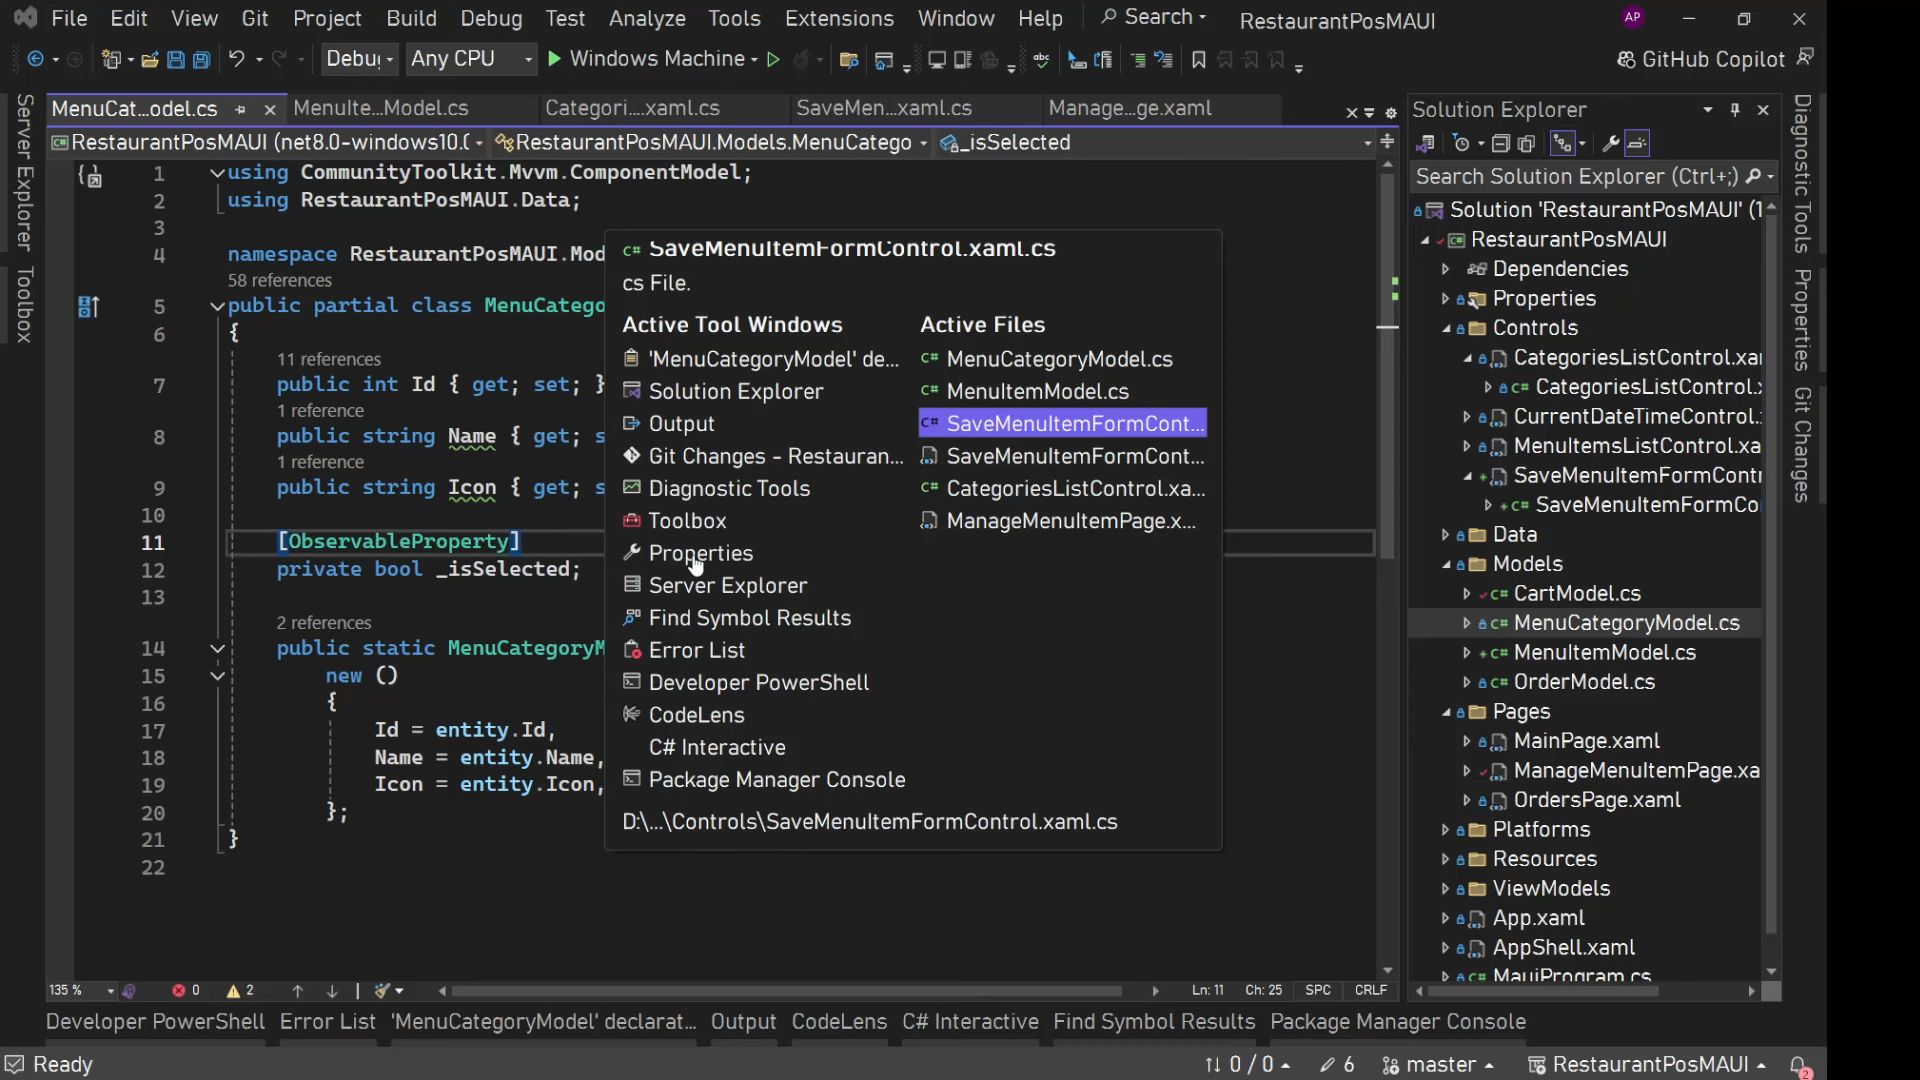 File Edit View Git Project Build Debug Test Analyze Tools Extensions Window Help Search RestaurantPosMAUI AP
Debu Any CPU Windows Machine GitHub Copilot
MenuCat...odel.cs MenuIte...Model.cs Categori....xaml.cs SaveMen...xaml.cs Manage...ge.xaml
RestaurantPosMAUI (net8.0-windows10.( RestaurantPosMAUI.Models.MenuCatego _isSelected
1 using CommunityToolkit.Mvvm.ComponentModel;
2 using RestaurantPosMAUI.Data;
3
4 namespace RestaurantPosMAUI.Mod
58 references
5 public partial class MenuCatego
6 {
11 references
7 public int Id { get; set; }
1 reference
8 public string Name { get; s
1 reference
9 public string Icon { get; s
10
11 [ObservableProperty]
12 private bool _isSelected;
13
2 references
14 public static MenuCategoryM
15 new ()
16 {
17 Id = entity.Id,
18 Name = entity.Name,
19 Icon = entity.Icon,
20 };
21 }
22
SaveMenuItemFormControl.xaml.cs
cs File.
Active Tool Windows
'MenuCategoryModel' de...
Solution Explorer
Output
Git Changes - Restauran...
Diagnostic Tools
Toolbox
Properties
Server Explorer
Find Symbol Results
Error List
Developer PowerShell
CodeLens
C# Interactive
Package Manager Console
Active Files
MenuCategoryModel.cs
MenuItemModel.cs
SaveMenuItemFormCont...
SaveMenuItemFormCont...
CategoriesListControl.xa...
ManageMenuItemPage.x...
D:\...\Controls\SaveMenuItemFormControl.xaml.cs
Server Explorer
Toolbox
Solution Explorer
Search Solution Explorer (Ctrl+;)
Solution 'RestaurantPosMAUI' (1
RestaurantPosMAUI
Dependencies
Properties
Controls
CategoriesListControl.xa
CategoriesListControl.
CurrentDateTimeControl.
MenuItemsListControl.xa
SaveMenuItemFormContr
SaveMenuItemFormCo
Data
Models
CartModel.cs
MenuCategoryModel.cs
MenuItemModel.cs
OrderModel.cs
Pages
MainPage.xaml
ManageMenuItemPage.xa
OrdersPage.xaml
Platforms
Resources
ViewModels
App.xaml
AppShell.xaml
MauiProgram.cs
Diagnostic Tools
Properties
Git Changes
135 % 0 2 Ln: 11 Ch: 25 SPC CRLF
Developer PowerShell Error List 'MenuCategoryModel' declarat... Output CodeLens C# Interactive Find Symbol Results Package Manager Console
Ready 0 / 0 6 master RestaurantPosMAUI 2